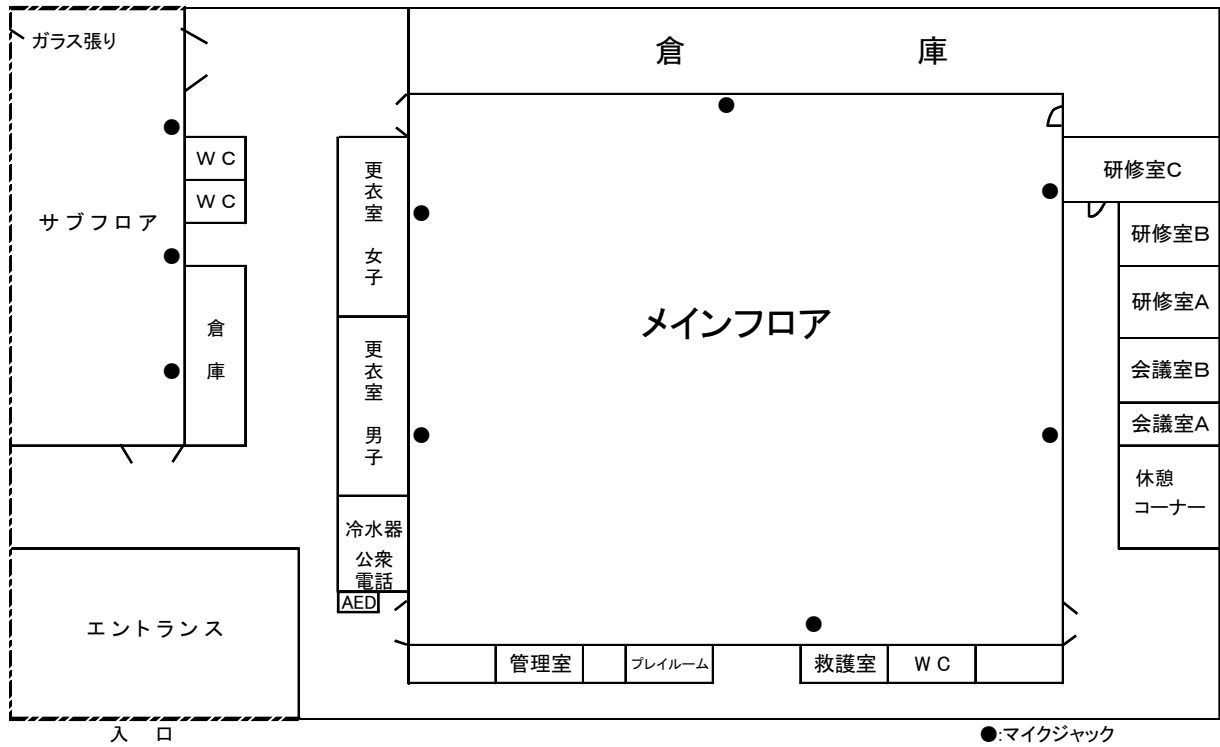 ガラス張り
倉　庫
ＷＣ
ＷＣ
サブフロア
倉庫
更衣室　女子
更衣室　男子
冷水器
公衆
電話
AED
メインフロア
研修室C
研修室B
研修室A
会議室B
会議室A
休憩
コーナー
エントランス
管理室
プレイルーム
救護室
ＷＣ
入　口
●:マイクジャック